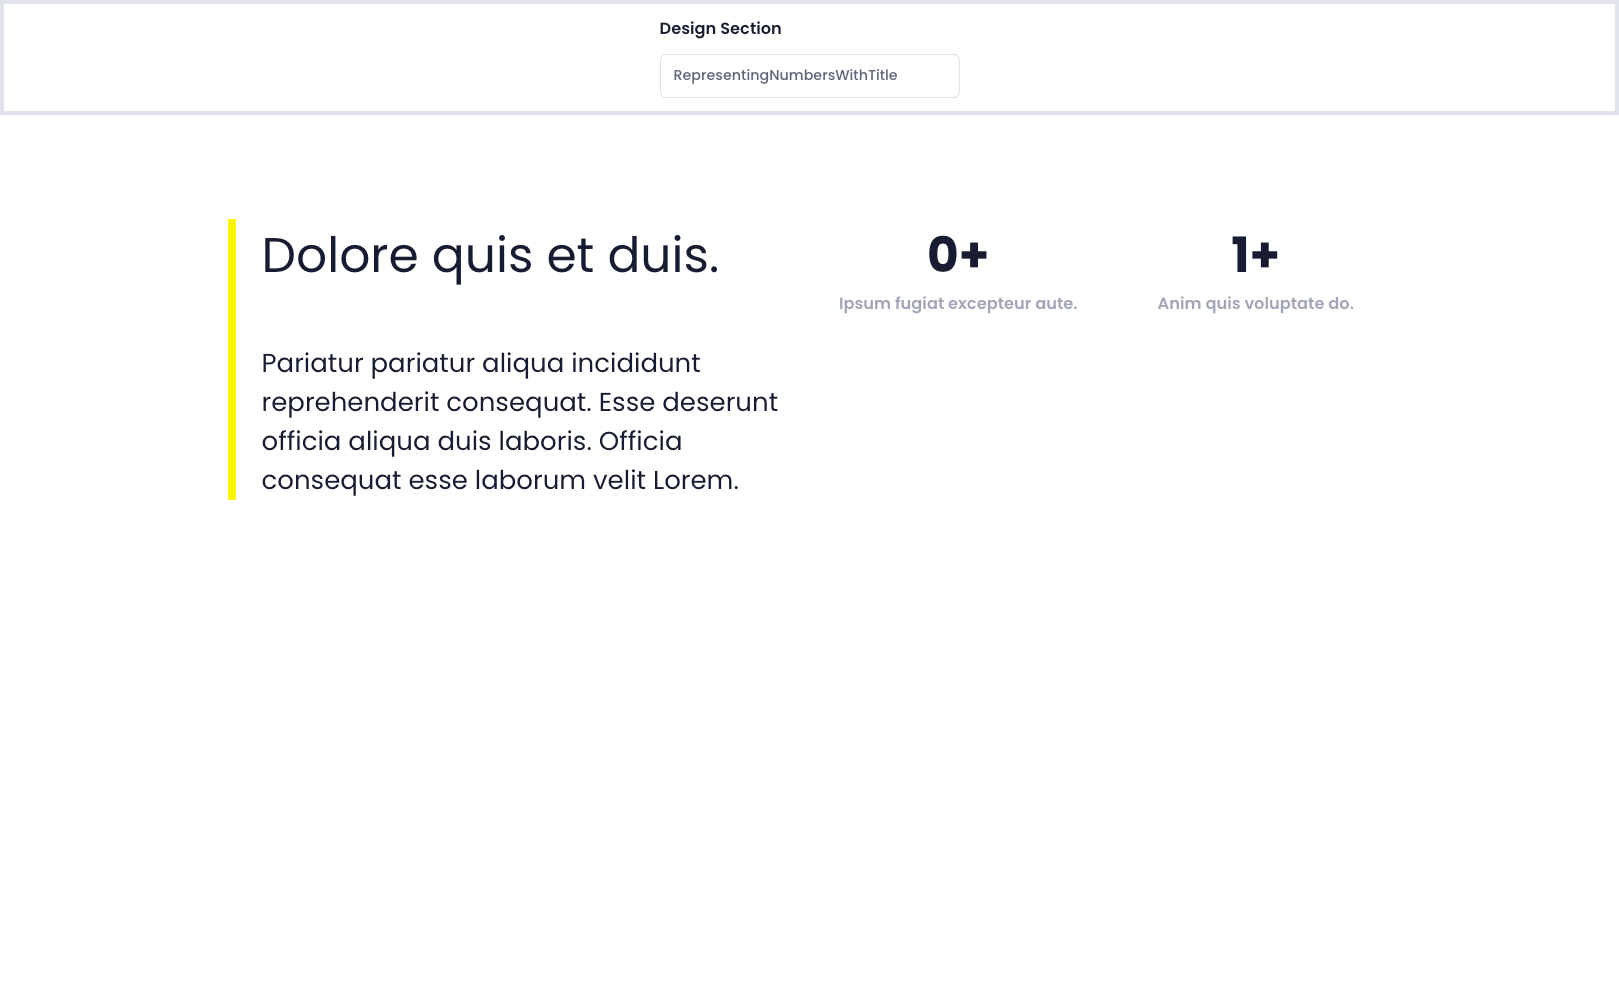 Design Section
RepresentingNumbersWithTitle
Dolore quis et duis.
Pariatur pariatur aliqua incididunt
reprehenderit consequat. Esse deserunt
officia aliqua duis laboris. Officia
consequat esse laborum velit Lorem.
0+
Ipsum fugiat excepteur aute.
1+
Anim quis voluptate do.